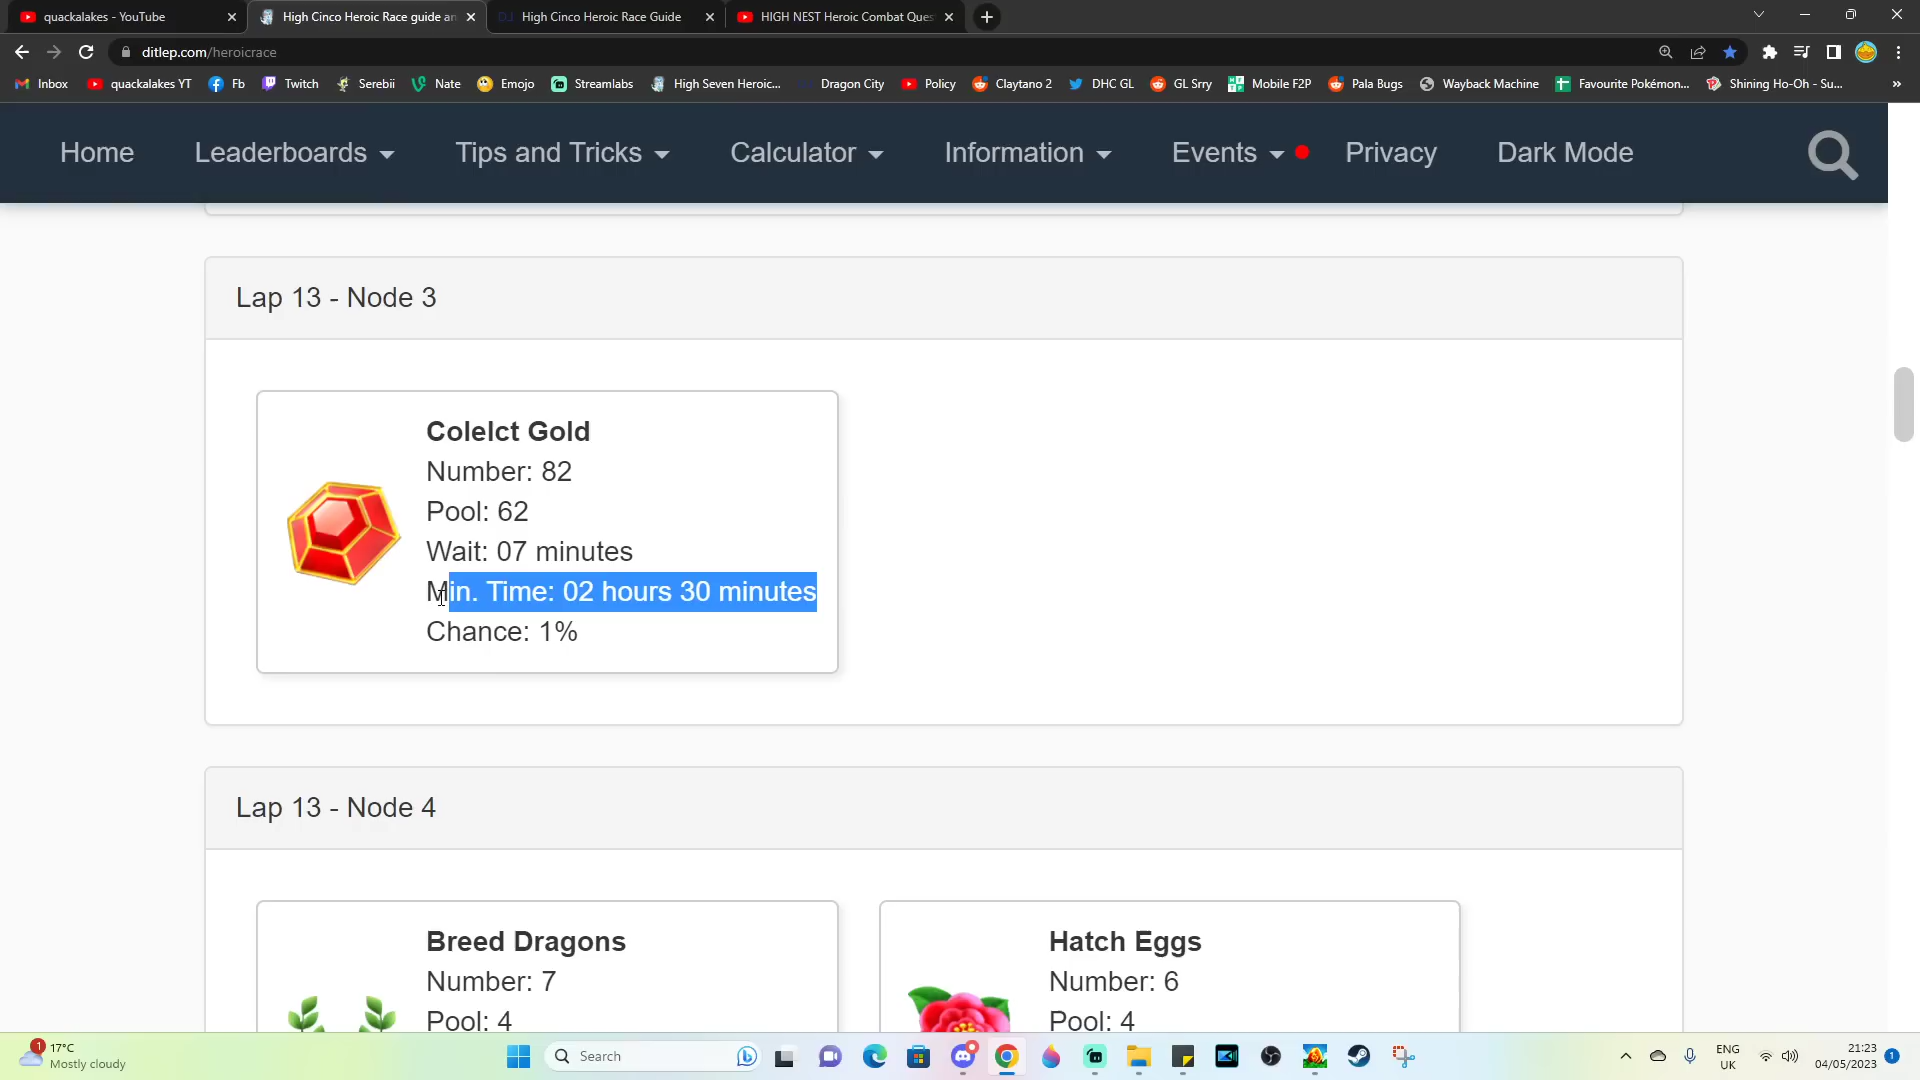 quackalakes - YouTube
High Cinco Heroic Race guide an
High Cinco Heroic Race Guide
HIGH NEST Heroic Combat Ques
ditlep.com/heroicrace
Inbox
quackalakes YT
Fb
Twitch
Serebii
Nate
Emojo
Streamlabs
High Seven Heroic...
Dragon City
Policy
Claytano 2
DHC GL
GL Srry
Mobile F2P
Pala Bugs
Wayback Machine
Favourite Pokémon...
Shining Ho-Oh - Su...
»
Home
Leaderboards
Tips and Tricks
Calculator
Information
Events
Privacy
Dark Mode
Lap 13 - Node 3
Colelct Gold
Number: 82
Pool: 62
Wait: 07 minutes
Min. Time: 02 hours 30 minutes
Chance: 1%
Lap 13 - Node 4
Breed Dragons
Number: 7
Pool: 4
Hatch Eggs
Number: 6
Pool: 4
1
17°C
Mostly cloudy
Search
ENG
UK
21:23
04/05/2023
1